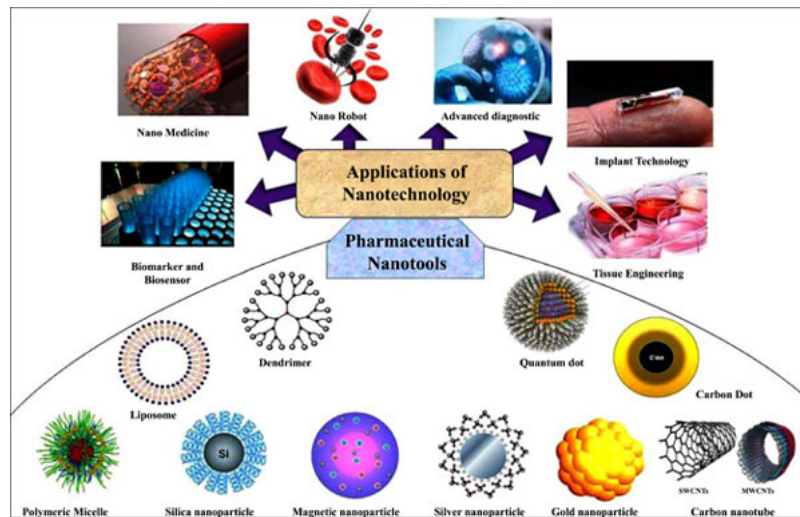 Nano Medicine
Nano Robot
Advanced diagnostic
Implant Technology
Applications of
Nanotechnology
Biomarker and
Biosensor
Tissue Engineering
Pharmaceutical
Nanotools
Dendrimer
Quantum dot
Liposome
C Dot
Carbon Dot
Si
SWCNTs
MWCNTs
Polymeric Micelle
Silica nanoparticle
Magnetic nanoparticle
Silver nanoparticle
Gold nanoparticle
Carbon nanotube